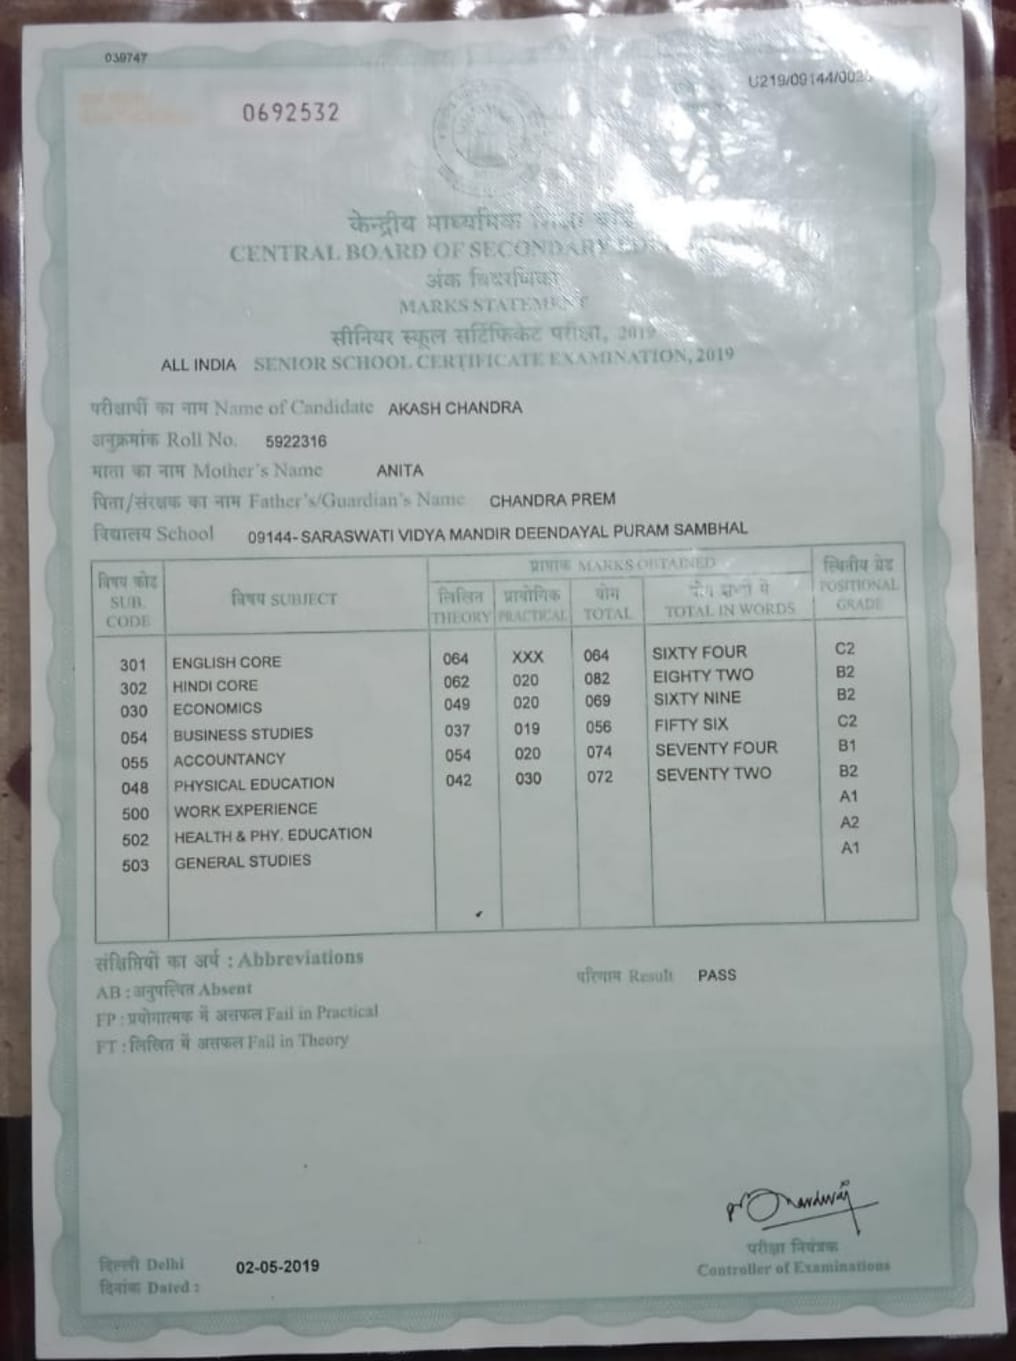 039747
U219/09144/002
0692532
केन्द्रीय माध्यमिक शिक्षा बोर्ड
CENTRAL BOARD OF SECONDARY
अंक विवरणिका
MARKS STATEMENT
सीनियर स्कूल सर्टिफिकेट परीक्षा, 2019
ALL INDIA SENIOR SCHOOL CERTIFICATE EXAMINATION, 2019
परीक्षार्थी का नाम Name of Candidate AKASH CHANDRA
अनुक्रमांक Roll No. 5922316
माता का नाम Mother's Name ANITA
पिता/संरक्षक का नाम Father's/Guardian's Name CHANDRA PREM
विद्यालय School 09144- SARASWATI VIDYA MANDIR DEENDAYAL PURAM SAMBHAL
विषय कोड SUB. CODE विषय SUBJECT प्राप्तांक MARKS OBTAINED स्थितीय ग्रेड POSITIONAL GRADE
लिखित THEORY प्रायोगिक PRACTICAL योग TOTAL योग शब्दों में TOTAL IN WORDS
301 ENGLISH CORE 064 XXX 064 SIXTY FOUR C2
302 HINDI CORE 062 020 082 EIGHTY TWO B2
030 ECONOMICS 049 020 069 SIXTY NINE B2
054 BUSINESS STUDIES 037 019 056 FIFTY SIX C2
055 ACCOUNTANCY 054 020 074 SEVENTY FOUR B1
048 PHYSICAL EDUCATION 042 030 072 SEVENTY TWO B2
500 WORK EXPERIENCE A1
502 HEALTH & PHY. EDUCATION A2
503 GENERAL STUDIES A1
संक्षिप्तियों का अर्थ : Abbreviations
परिणाम Result PASS
AB : अनुपस्थित Absent
FP : प्रयोगात्मक में असफल Fail in Practical
FT : लिखित में असफल Fail in Theory
परीक्षा नियंत्रक
Controller of Examinations
दिल्ली Delhi
दिनांक Dated : 02-05-2019